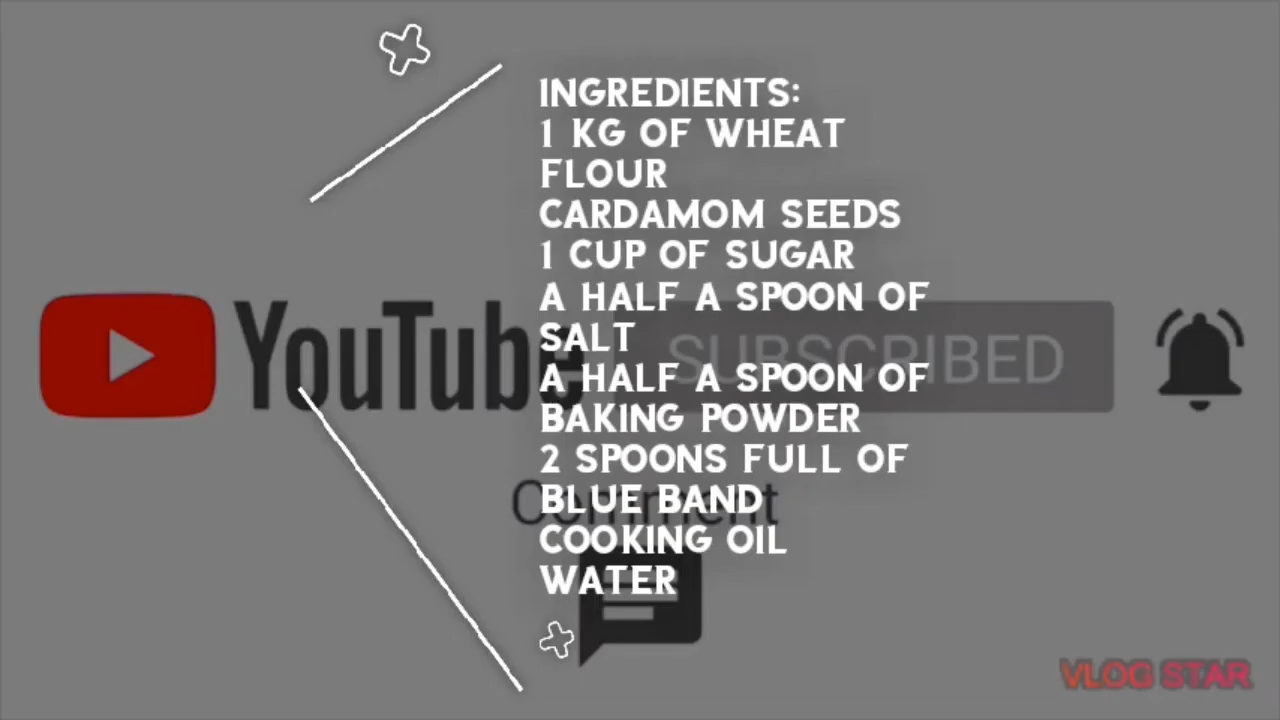 INGREDIENTS:
1 KG OF WHEAT
FLOUR
CARDAMOM SEEDS
1 CUP OF SUGAR
A HALF A SPOON OF
SALT
A HALF A SPOON OF
BAKING POWDER
2 SPOONS FULL OF
BLUE BAND
COOKING OIL
WATER
YouTube
SUBSCRIBED
Comment
VLOG STAR